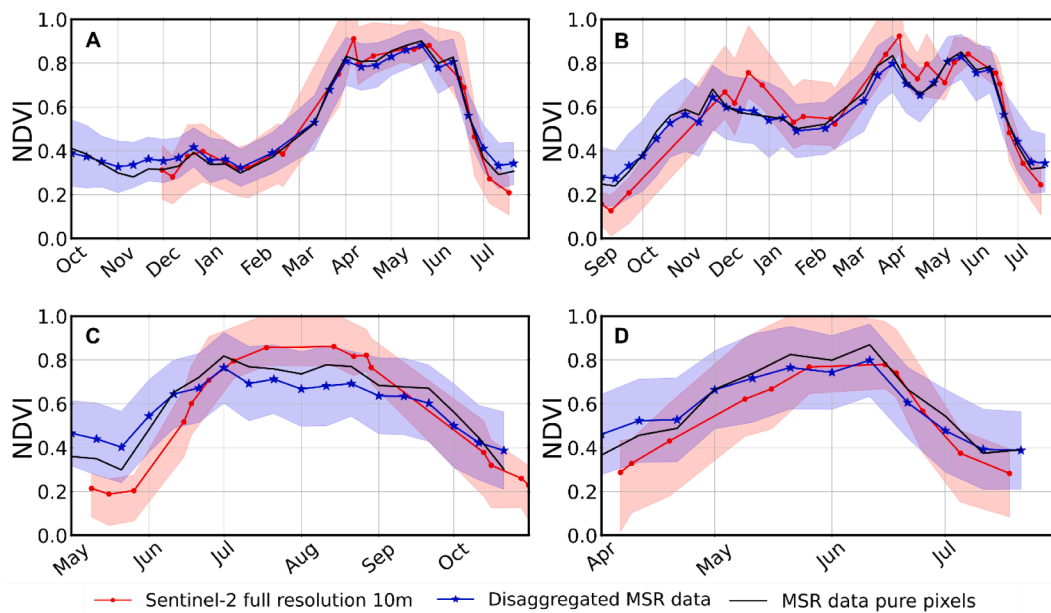 A
NDVI
1.0
0.8
0.6
0.4
0.2
0.0
Oct
Nov
Dec
Jan
Feb
Mar
Apr
May
Jun
Jul
B
NDVI
1.0
0.8
0.6
0.4
0.2
0.0
Sep
Oct
Nov
Dec
Jan
Feb
Mar
Apr
May
Jun
Jul
C
NDVI
1.0
0.8
0.6
0.4
0.2
0.0
May
Jun
Jul
Aug
Sep
Oct
D
NDVI
1.0
0.8
0.6
0.4
0.2
0.0
Apr
May
Jun
Jul
Sentinel-2 full resolution 10m
Disaggregated MSR data
MSR data pure pixels